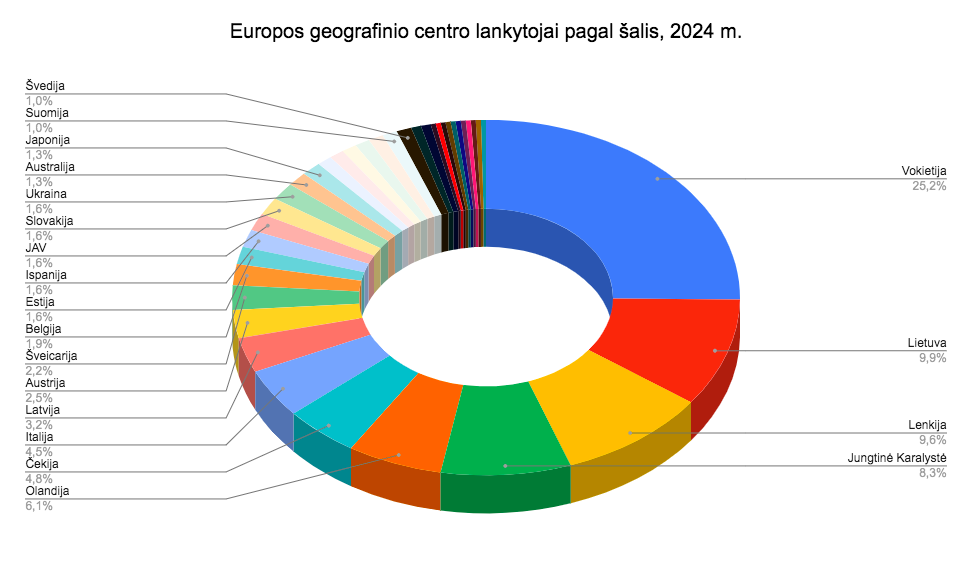 Europos geografinio centro lankytojai pagal šalis, 2024 m.
Švedija
1,0%
Suomija
1,0%
Japonija
1,3%
Australija
1,3%
Ukraina
1,6%
Slovakija
1,6%
JAV
1,6%
Ispanija
1,6%
Estija
1,6%
Belgija
1,9%
Šveicarija
2,2%
Austrija
2,5%
Latvija
3,2%
Italija
4,5%
Čekija
4,8%
Olandija
6,1%
Vokietija
25,2%
Lietuva
9,9%
Lenkija
9,6%
Jungtinė Karalystė
8,3%